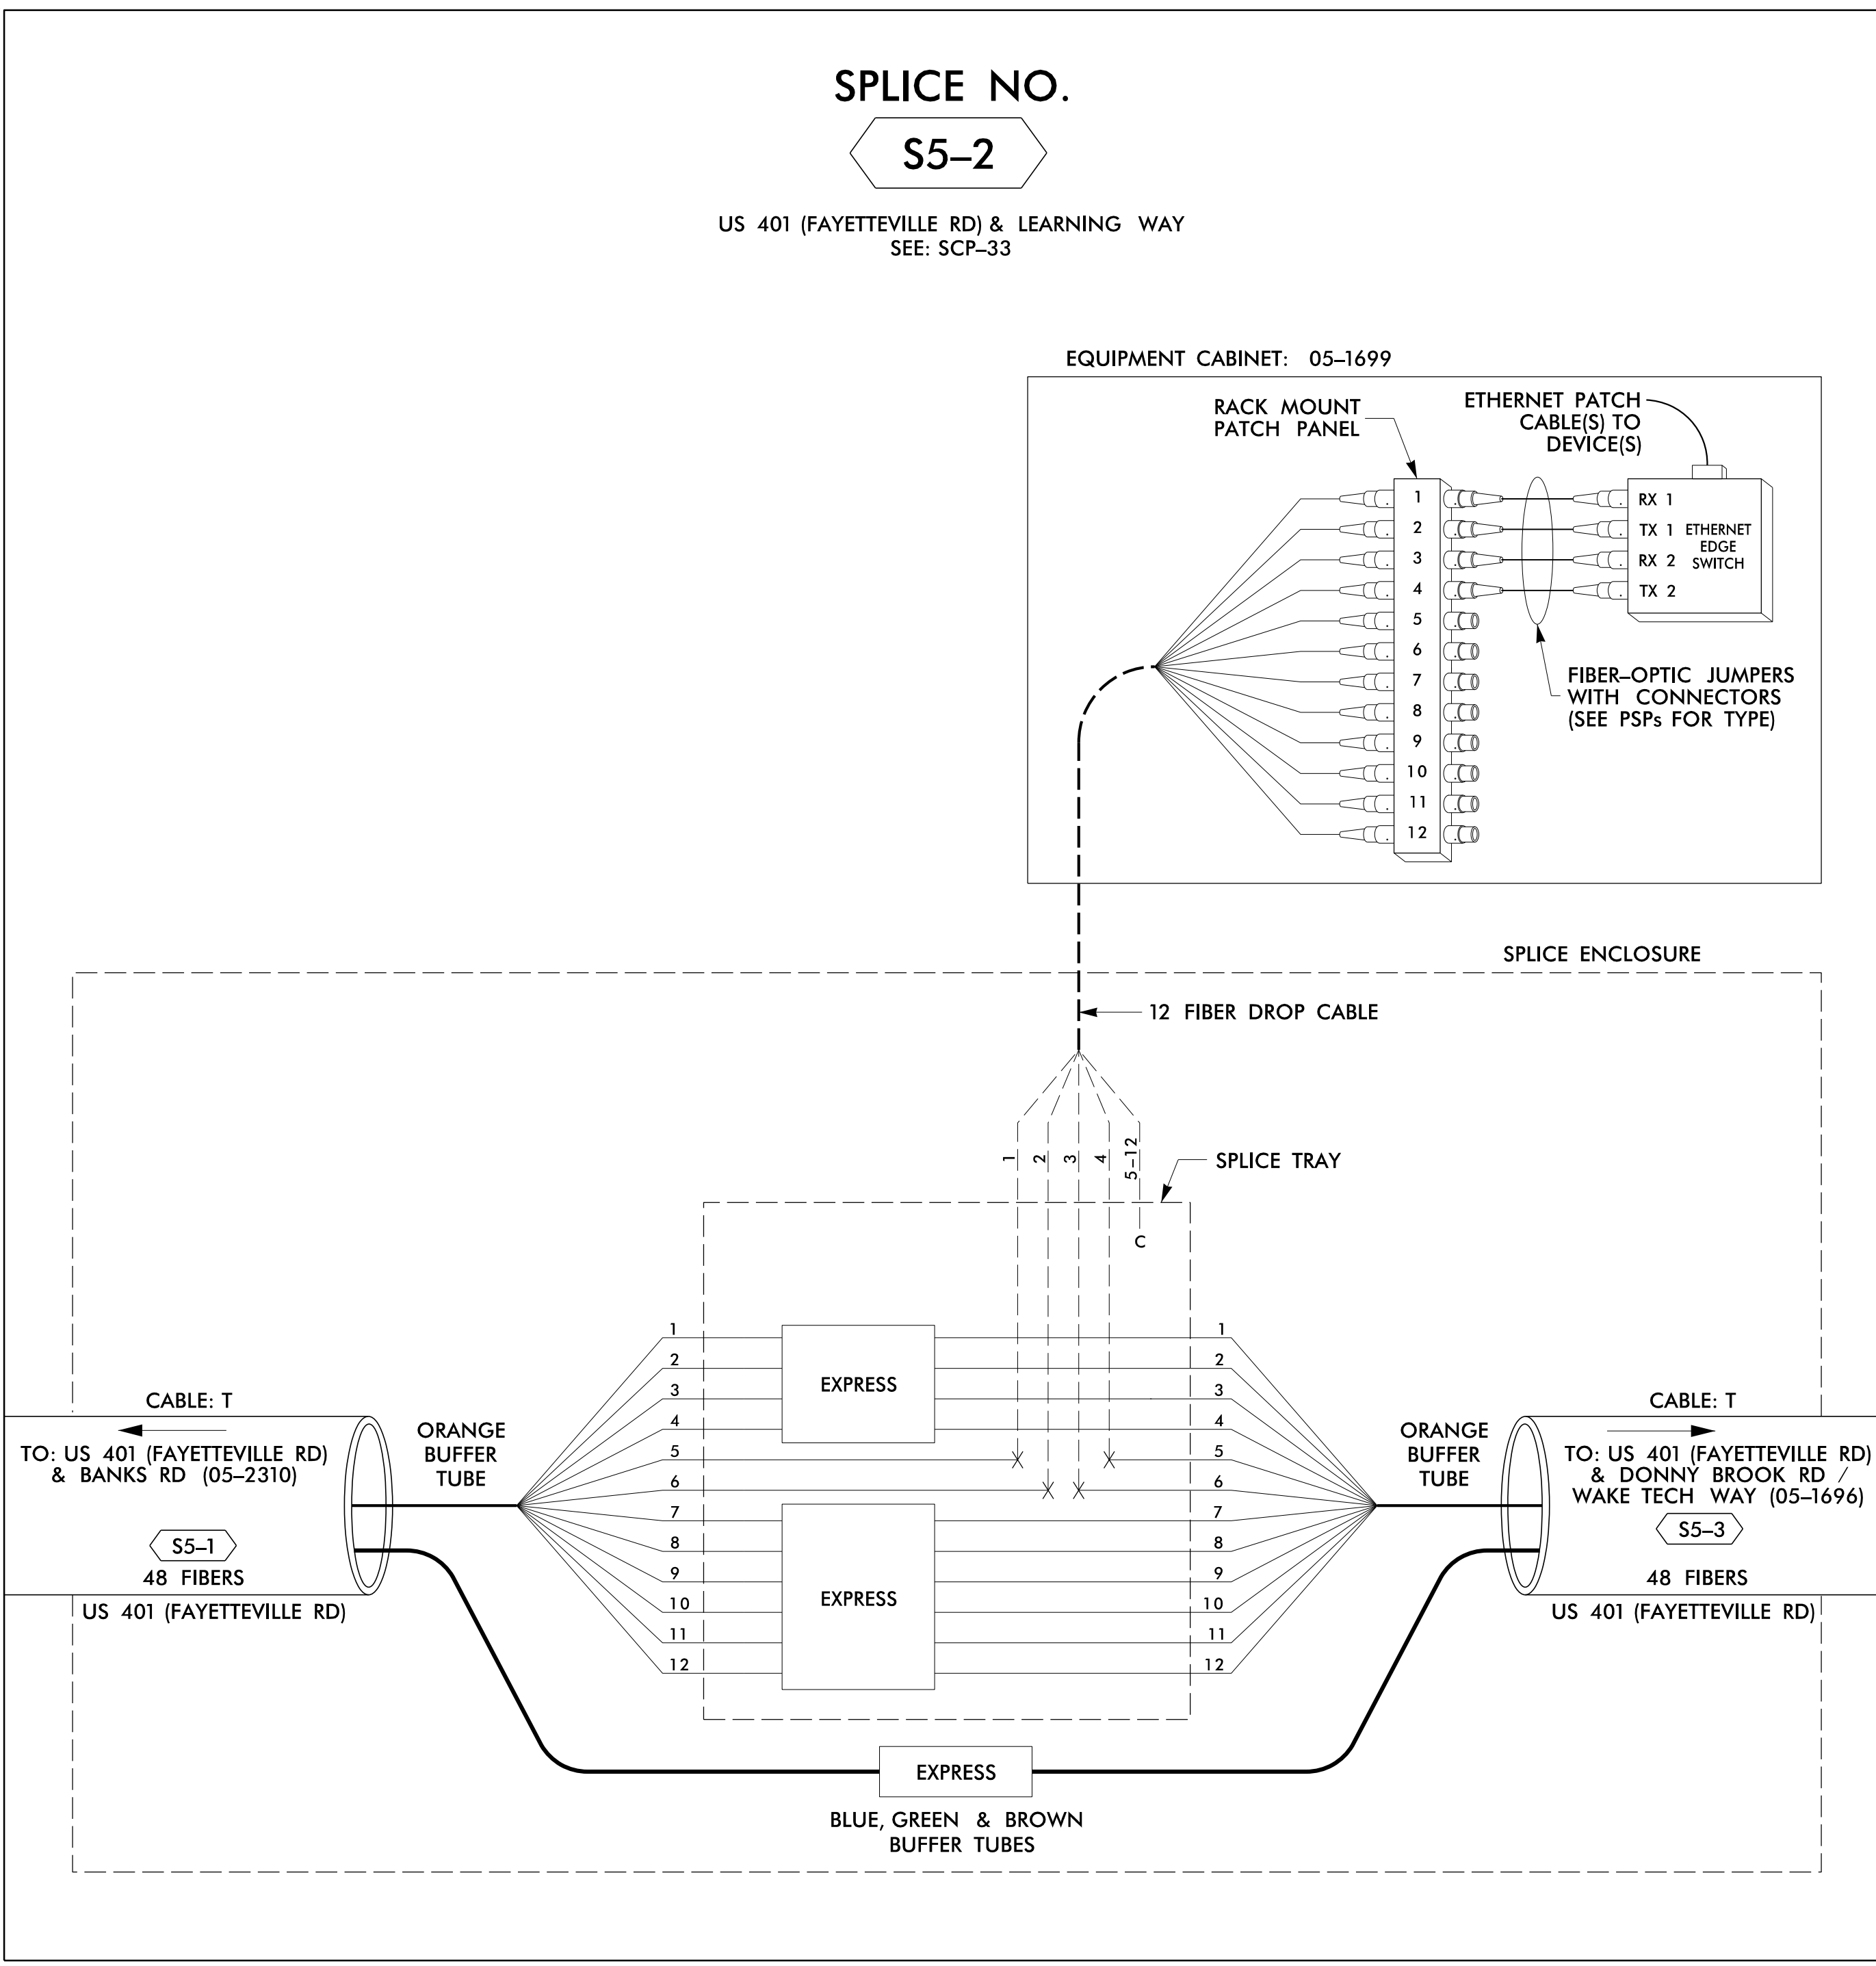 SPLICE NO.
S5–2
US 401 (FAYETTEVILLE RD) & LEARNING WAY
SEE: SCP–33
EQUIPMENT CABINET: 05–1699
RACK MOUNT
PATCH PANEL
ETHERNET PATCH
CABLE(S) TO
DEVICE(S)
1
2
3
4
5
6
7
8
9
10
11
12
RX 1
TX 1
RX 2
TX 2
ETHERNET
EDGE
SWITCH
FIBER–OPTIC JUMPERS
WITH CONNECTORS
(SEE PSPs FOR TYPE)
SPLICE ENCLOSURE
12 FIBER DROP CABLE
1
2
3
4
5–12
SPLICE TRAY
C
1
2
3
4
5
6
7
8
9
10
11
12
EXPRESS
EXPRESS
1
2
3
4
5
6
7
8
9
10
11
12
CABLE: T
TO: US 401 (FAYETTEVILLE RD)
& BANKS RD (05–2310)
S5–1
48 FIBERS
US 401 (FAYETTEVILLE RD)
ORANGE
BUFFER
TUBE
ORANGE
BUFFER
TUBE
CABLE: T
TO: US 401 (FAYETTEVILLE RD)
& DONNY BROOK RD /
WAKE TECH WAY (05–1696)
S5–3
48 FIBERS
US 401 (FAYETTEVILLE RD)
EXPRESS
BLUE, GREEN & BROWN
BUFFER TUBES